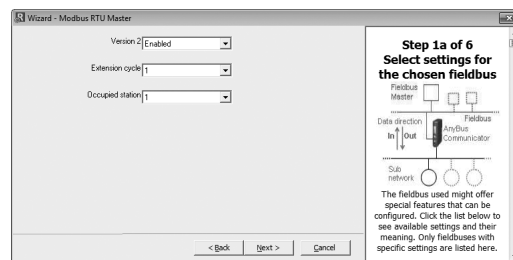 Wizard - Modbus RTU Master
Version 2 Enabled
Extension cycle 1
Occupied station 1
< Back Next > Cancel
Step 1a of 6
Select settings for
the chosen fieldbus
Fieldbus
Master
Fieldbus
Data direction
In Out
AnyBus
Communicator
Sub
network
The fieldbus used might offer
special features that can be
configured. Click the list below to
see available settings and their
meaning. Only fieldbuses with
specific settings are listed here.